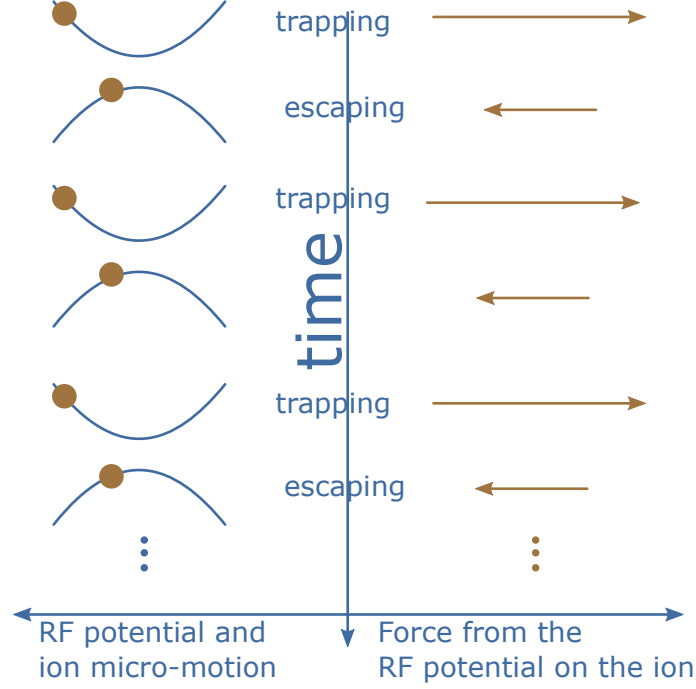 trapping
escaping
trapping
time
trapping
escaping
RF potential and
ion micro-motion
Force from the
RF potential on the ion